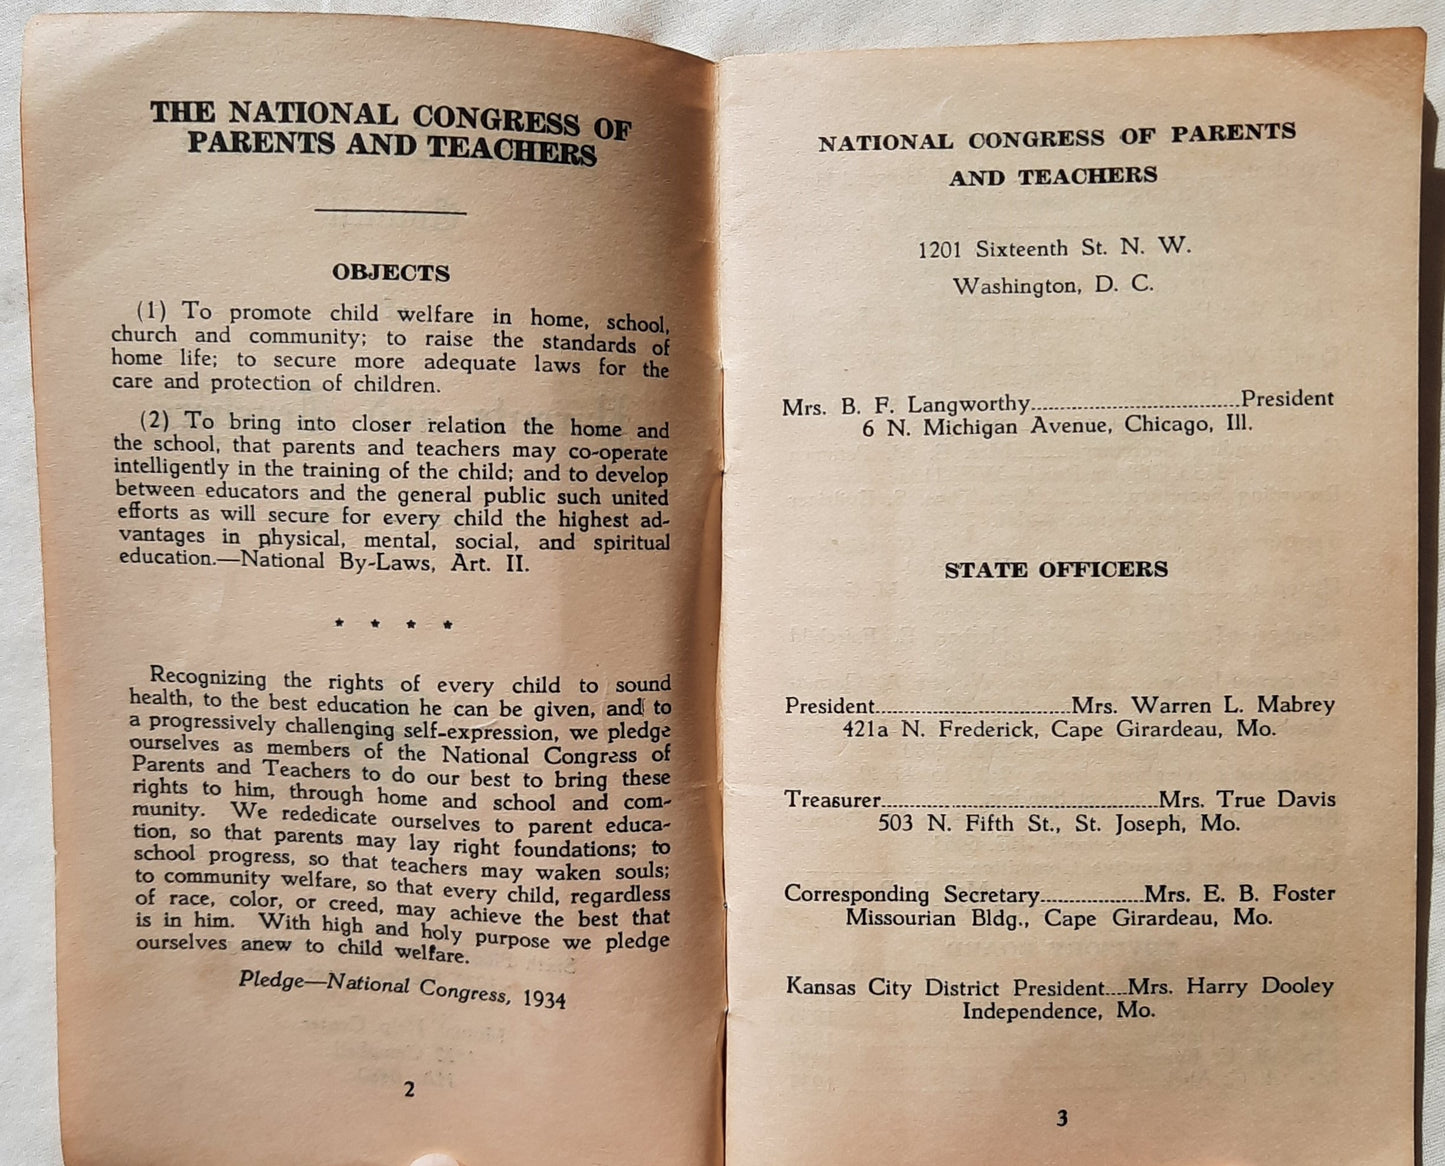 THE NATIONAL CONGRESS OF
PARENTS AND TEACHERS
OBJECTS
(1) To promote child welfare in home, school,
church and community; to raise the standards of
home life; to secure more adequate laws for the
care and protection of children.
(2) To bring into closer relation the home and
the school, that parents and teachers may co-operate
intelligently in the training of the child; and to develop
between educators and the general public such united
efforts as will secure for every child the highest ad-
vantages in physical, mental, social, and spiritual
education.—National By-Laws, Art. II.
* * * *
Recognizing the rights of every child to sound
health, to the best education he can be given, and to
a progressively challenging self-expression, we pledge
ourselves as members of the National Congress of
Parents and Teachers to do our best to bring these
rights to him, through home and school and com-
munity. We rededicate ourselves to parent educa-
tion, so that parents may lay right foundations; to
school progress, so that teachers may waken souls;
to community welfare, so that every child, regardless
of race, color, or creed, may achieve the best that
is in him. With high and holy purpose we pledge
ourselves anew to child welfare.
Pledge—National Congress, 1934
2
NATIONAL CONGRESS OF PARENTS
AND TEACHERS
1201 Sixteenth St. N. W.
Washington, D. C.
Mrs. B. F. Langworthy..............................President
6 N. Michigan Avenue, Chicago, Ill.
STATE OFFICERS
President..............................Mrs. Warren L. Mabrey
421a N. Frederick, Cape Girardeau, Mo.
Treasurer..............................Mrs. True Davis
503 N. Fifth St., St. Joseph, Mo.
Corresponding Secretary..................Mrs. E. B. Foster
Missourian Bldg., Cape Girardeau, Mo.
Kansas City District President....Mrs. Harry Dooley
Independence, Mo.
3